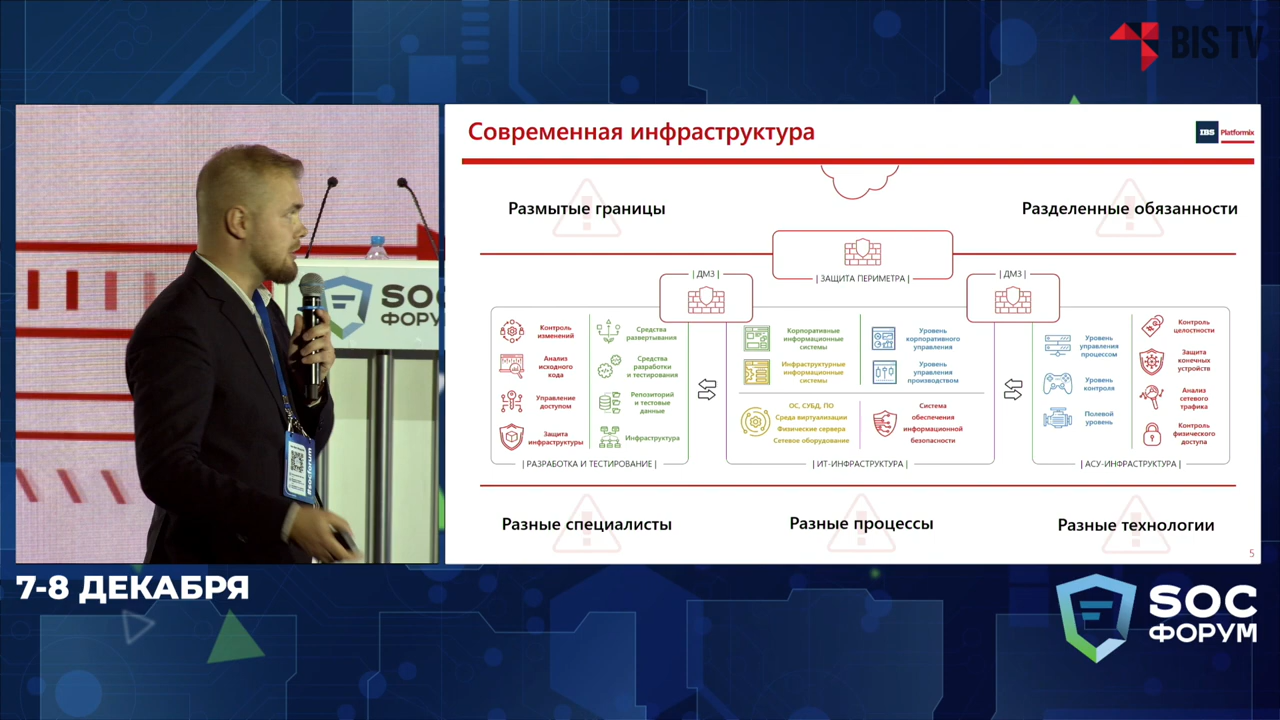 BIS TV
Современная инфраструктура
IBS Platformix
Размытые границы
Разделенные обязанности
| ДМЗ |
| ЗАЩИТА ПЕРИМЕТРА |
| ДМЗ |
Контроль
изменений
Анализ
исходного
кода
Управление
доступом
Защита
инфраструктуры
Средства
развертывания
Средства
разработки
и тестирования
Репозиторий
и тестовые
данные
Инфраструктура
| РАЗРАБОТКА И ТЕСТИРОВАНИЕ |
Корпоративные
информационные
системы
Инфраструктурные
информационные
системы
Уровень
корпоративного
управления
Уровень
управления
производством
ОС, СУБД, ПО
Среда виртуализации
Физические сервера
Сетевое оборудование
Система
обеспечения
информационной
безопасности
| ИТ-ИНФРАСТРУКТУРА |
Уровень
управления
процессом
Уровень
контроля
Полевой
уровень
Контроль
целостности
Защита
конечных
устройств
Анализ
сетевого
трафика
Контроль
физического
доступа
| АСУ-ИНФРАСТРУКТУРА |
Разные специалисты
Разные процессы
Разные технологии
5
SOC
ФОРУ
#socforum
7-8 ДЕКАБРЯ
SOC
ФОРУМ